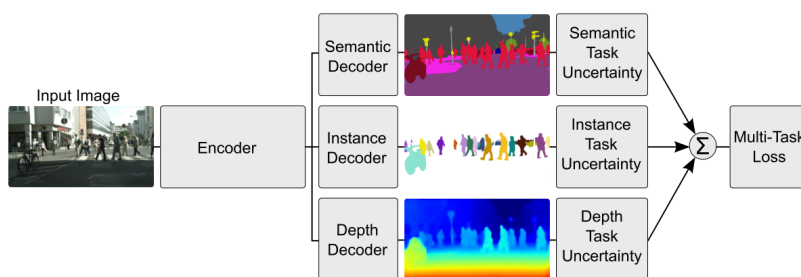 Input Image
Encoder
Semantic
Decoder
Semantic
Task
Uncertainty
Instance
Decoder
Instance
Task
Uncertainty
Depth
Decoder
Depth
Task
Uncertainty
Σ
Multi-Task
Loss